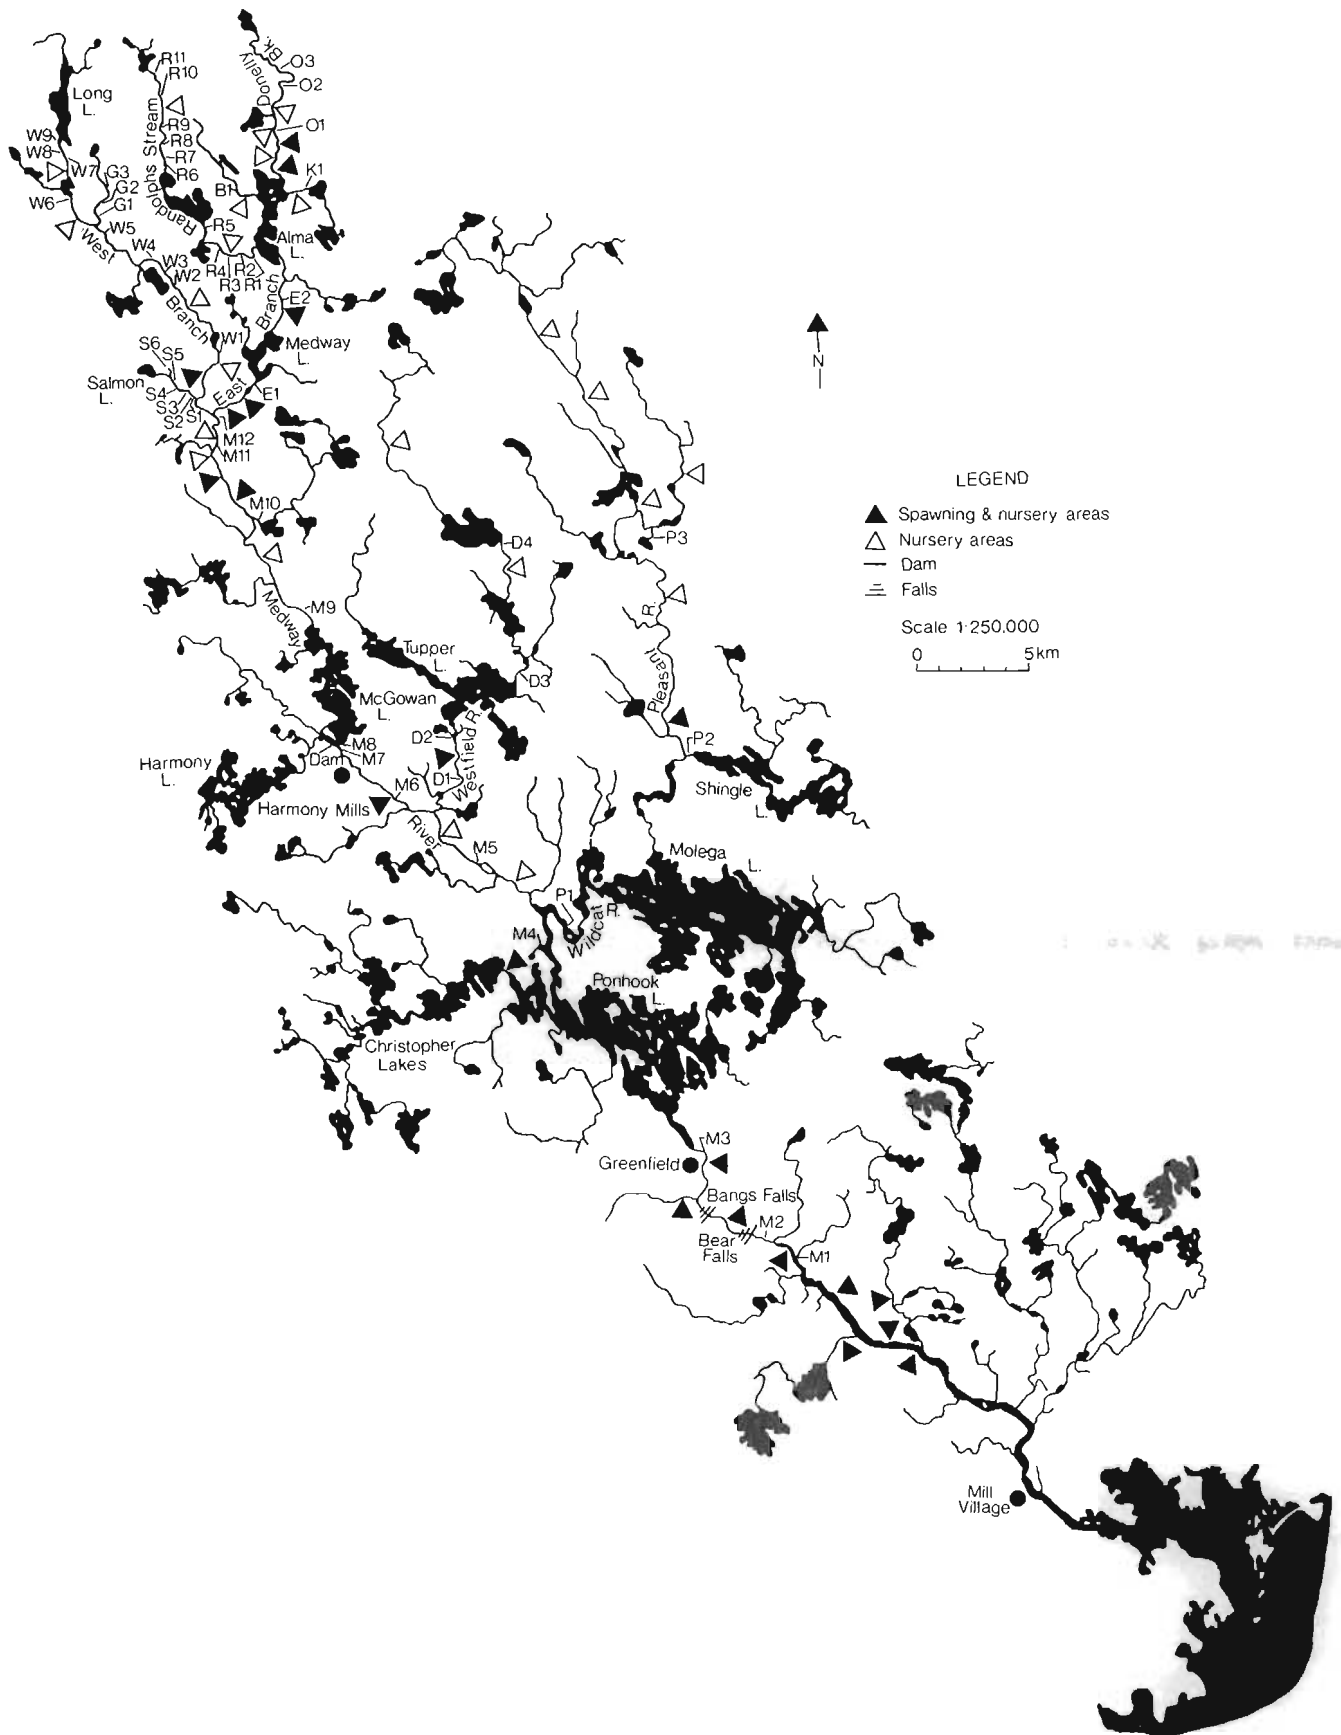 Donelly Bk.
O3
O2
O1
K1
R11
R10
Long
L.
Randolphs Stream
R9
R8
R7
R6
W9
W8
W7
G3
G2
G1
W6
B1
R5
W5
West
Branch
W4
W3
W2
R4
R3
R2
R1
Alma
L.
E2
East
Branch
W1
Medway
L.
N
S6
S5
Salmon
L.
S4
S3
S2
S1
E1
M12
M11
M10
LEGEND
Spawning & nursery areas
Nursery areas
Dam
Falls
Scale 1:250,000
0
5km
P3
D4
Medway
M9
Tupper
L.
Pleasant
R.
McGowan
L.
D3
D2
Westfield R.
P2
Harmony
L.
M8
Dam
M7
D1
M6
Harmony Mills
River
Shingle
L.
M5
Molega
L.
P1
Wildcat
R.
M4
Ponhook
L.
Christopher
Lakes
M3
Greenfield
Bangs Falls
M2
Bear
Falls
M1
Mill
Village